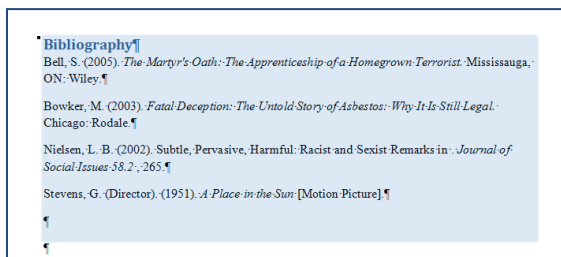 Bibliography¶
Bell, S. (2005). The Martyr's Oath: The Apprenticeship of a Homegrown Terrorist. Mississauga,
ON: Wiley.¶
Bowker, M. (2003). Fatal Deception: The Untold Story of Asbestos: Why It Is Still Legal.
Chicago: Rodale.¶
Nielsen, L. B. (2002). Subtle, Pervasive, Harmful: Racist and Sexist Remarks in . Journal of
Social Issues 58.2 , 265.¶
Stevens, G. (Director). (1951). A Place in the Sun [Motion Picture].¶
¶
¶